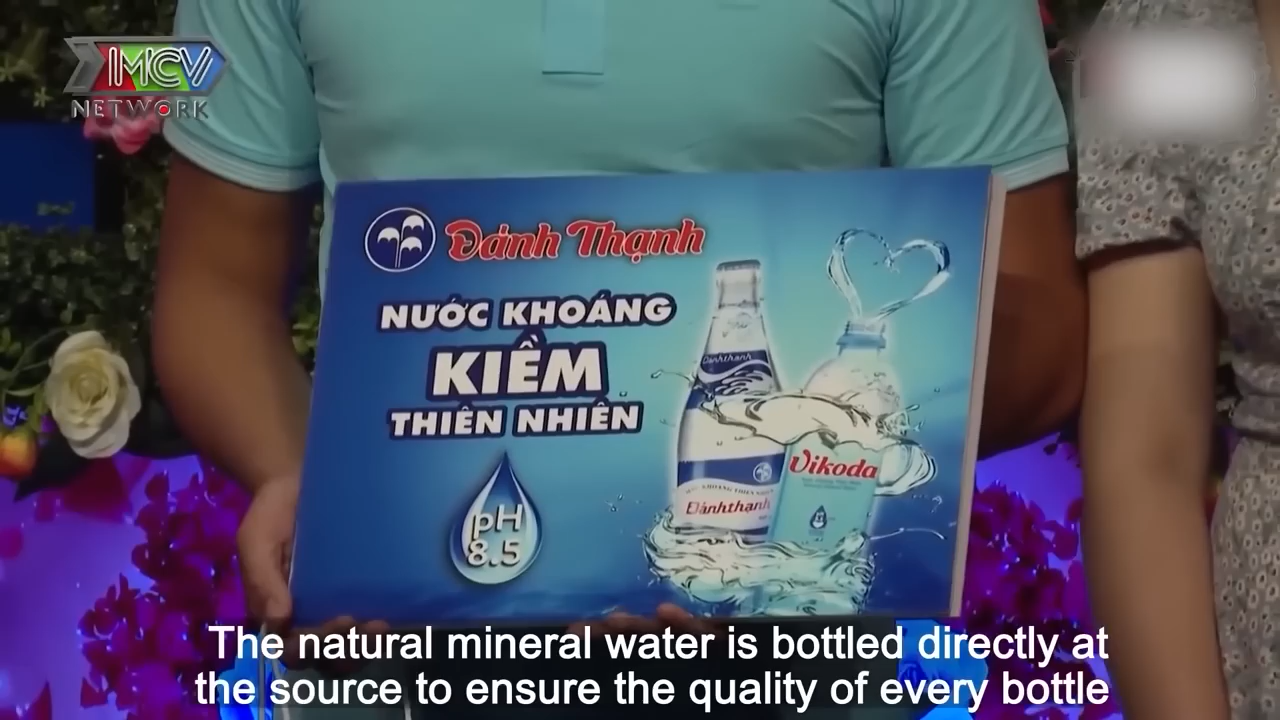 MCV
NETWORK
Đảnh Thạnh
NƯỚC KHOÁNG
KIỀM
THIÊN NHIÊN
pH
8.5
Đảnhthạnh
Đảnhthạnh
Vikoda
The natural mineral water is bottled directly at
the source to ensure the quality of every bottle